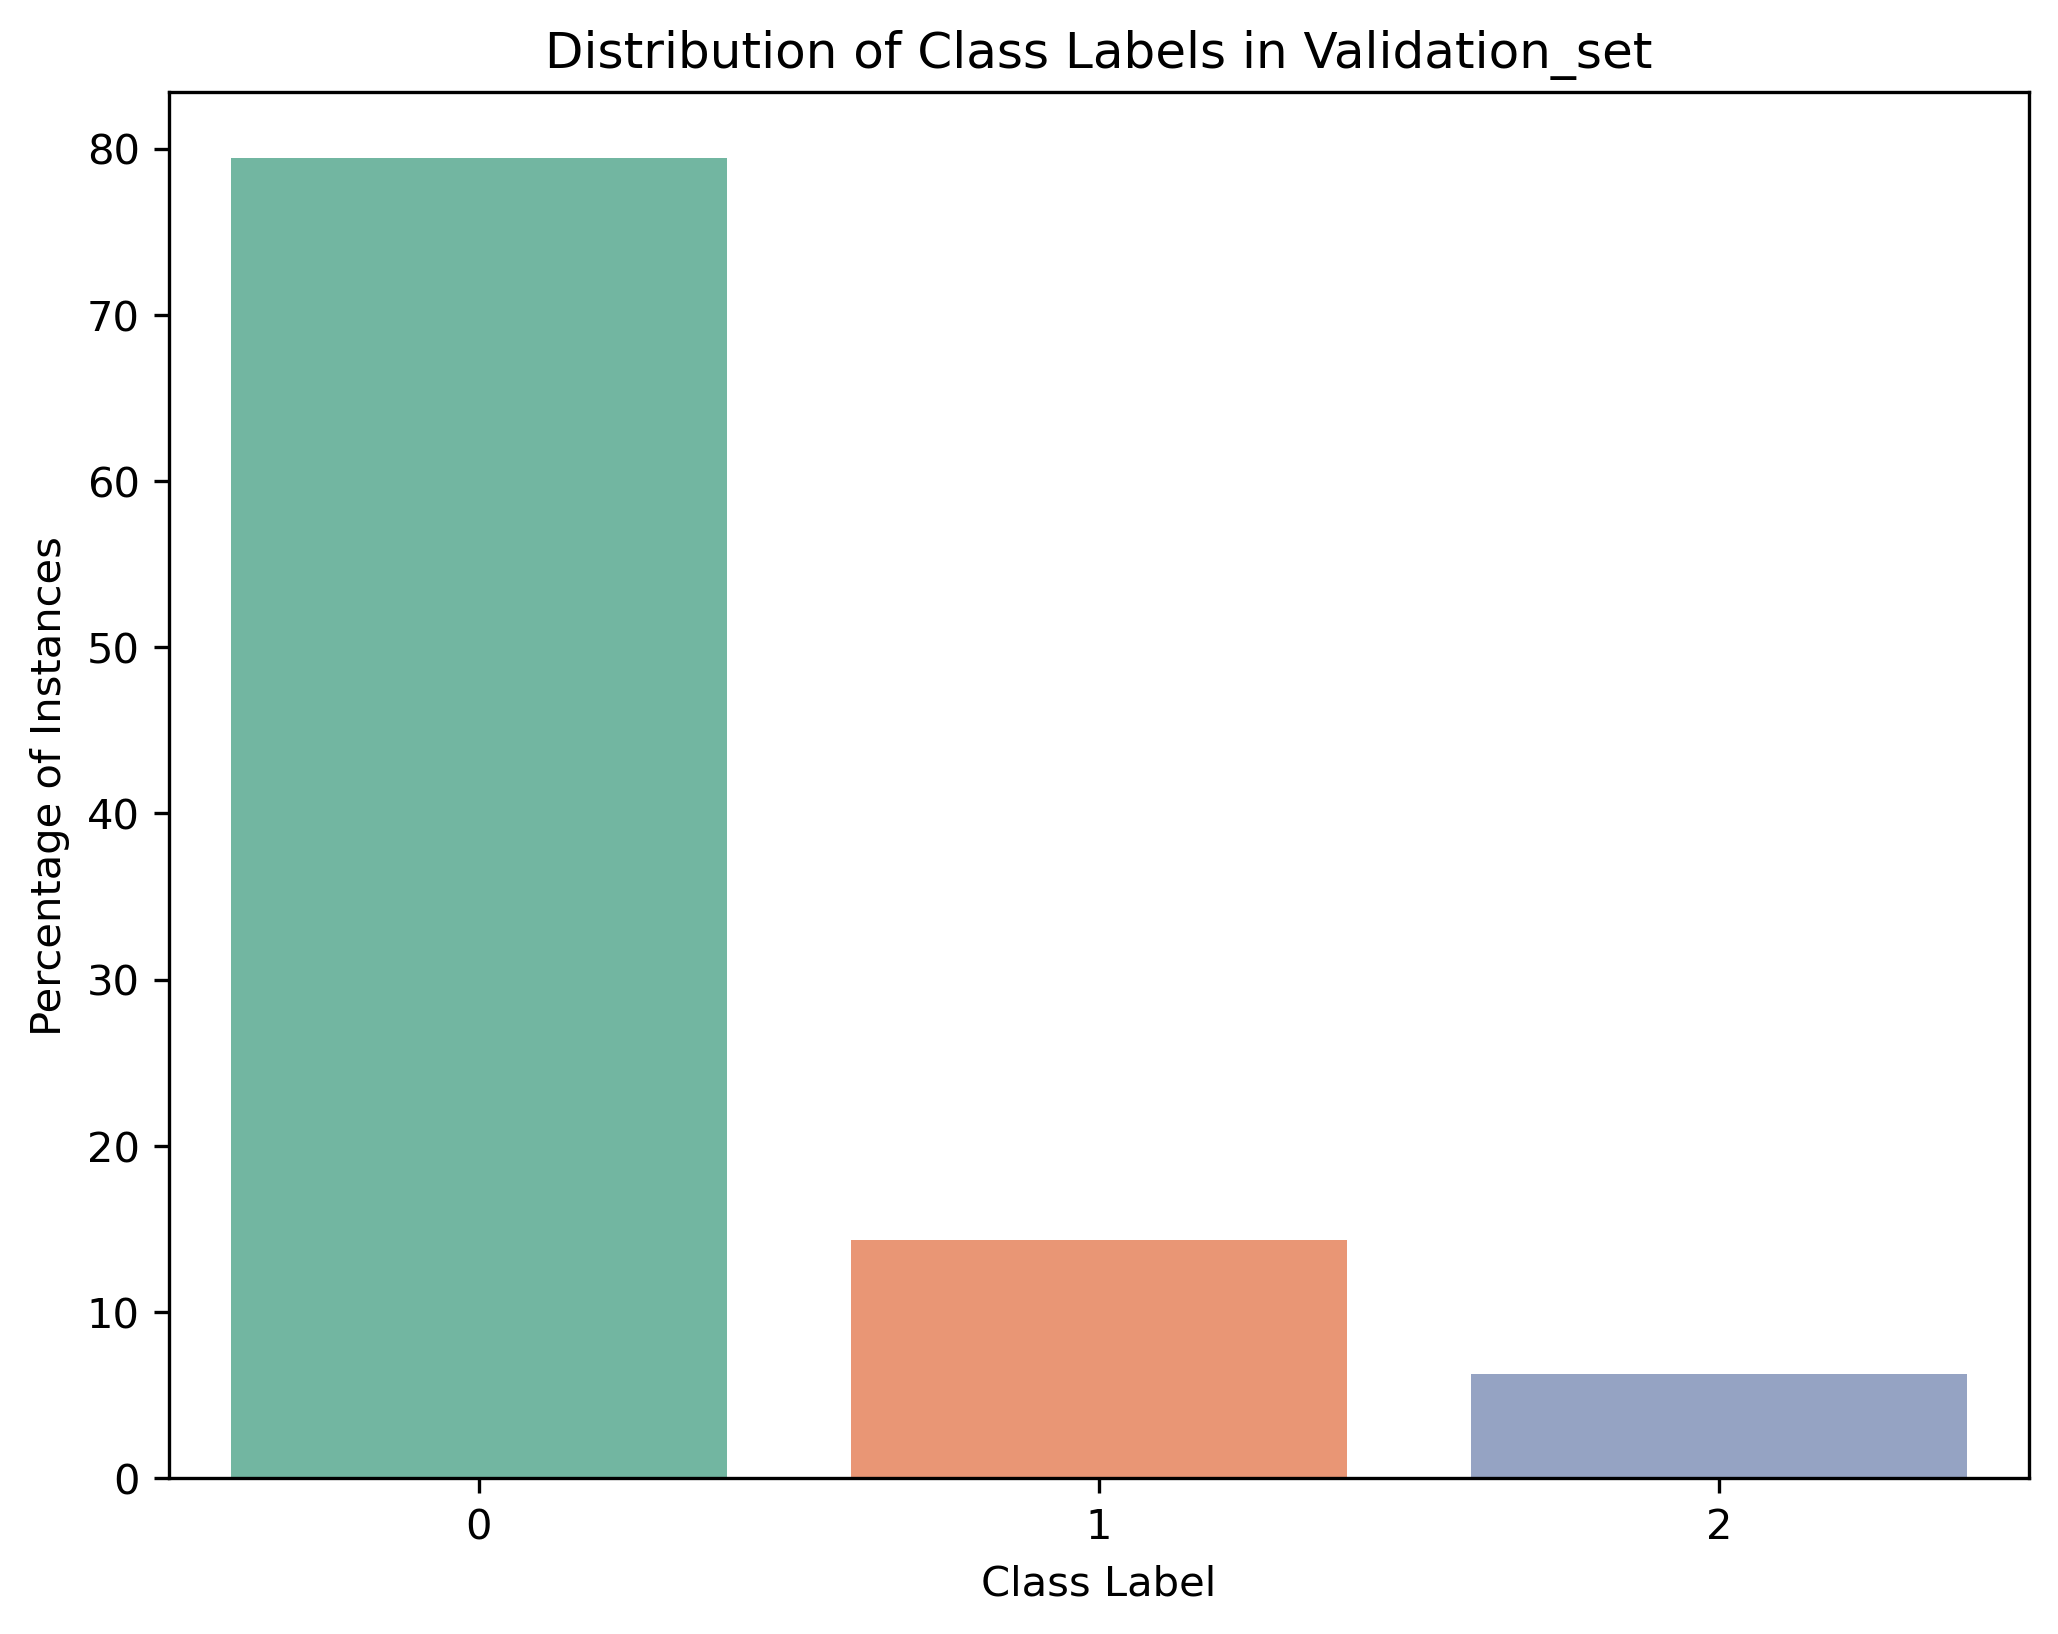 Distribution of Class Labels in Validation_set
80
70
60
50
40
30
20
10
0
Percentage of Instances
0 1 2
Class Label